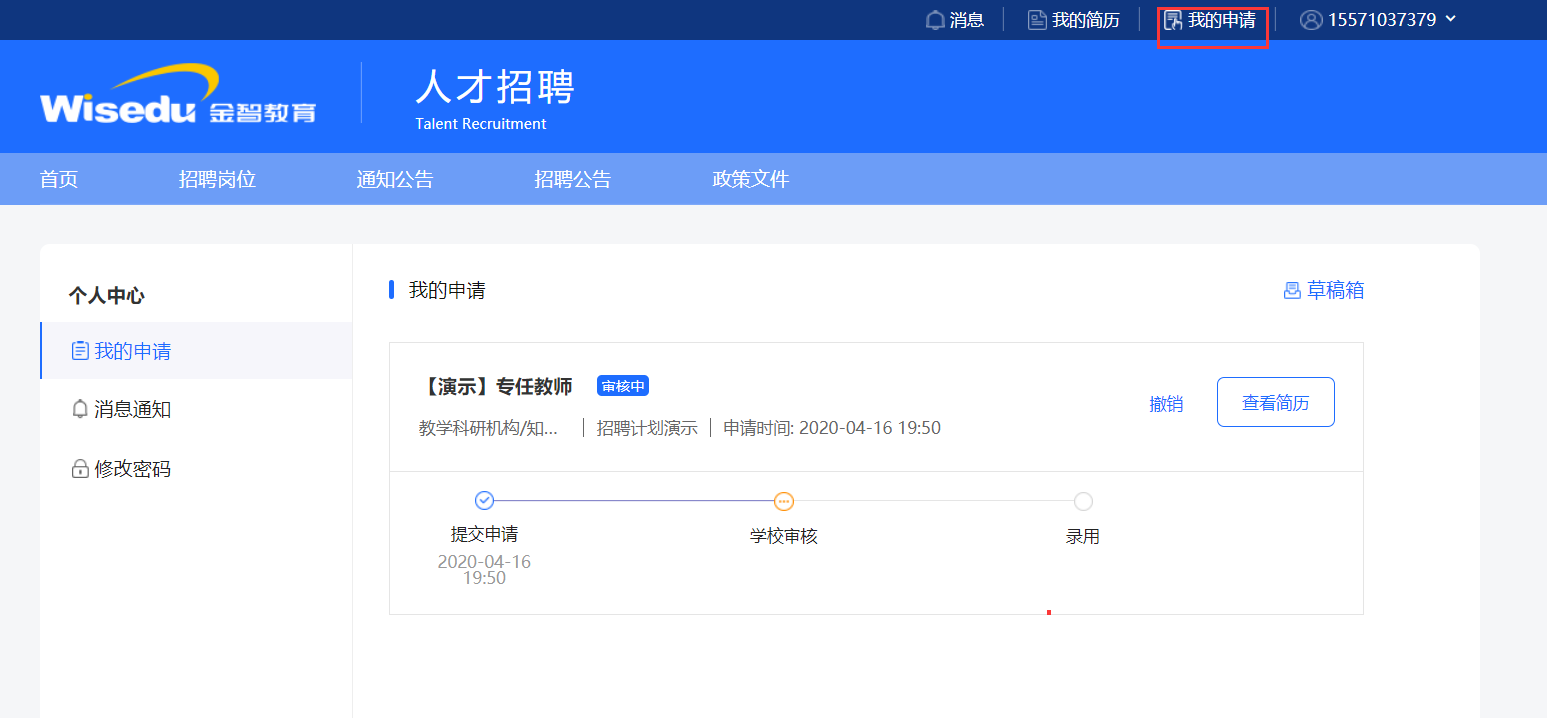 消息
我的简历
我的申请
15571037379
Wisedu 金智教育
人才招聘
Talent Recruitment
首页
招聘岗位
通知公告
招聘公告
政策文件
个人中心
我的申请
消息通知
修改密码
我的申请
草稿箱
【演示】专任教师
审核中
教学科研机构/知...
招聘计划演示
申请时间: 2020-04-16 19:50
撤销
查看简历
提交申请
2020-04-16
19:50
学校审核
录用